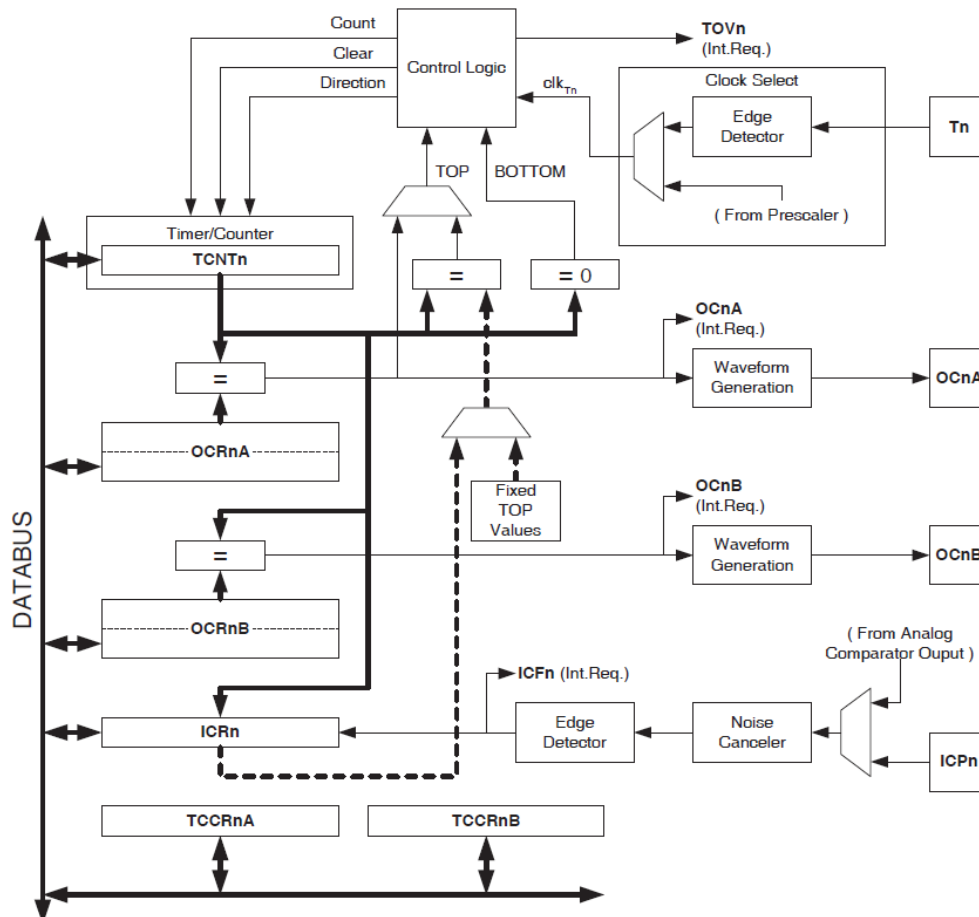 Count
TOVn
(Int.Req.)
Clear
Control Logic
Clock Select
Direction
clkTn
Edge
Detector
Tn
TOP
BOTTOM
( From Prescaler )
Timer/Counter
TCNTn
=
= 0
OCnA
(Int.Req.)
=
Waveform
Generation
OCnA
OCRnA
Fixed
TOP
Values
OCnB
(Int.Req.)
=
Waveform
Generation
OCnB
DATABUS
OCRnB
( From Analog
Comparator Ouput )
ICFn (Int.Req.)
ICRn
Edge
Detector
Noise
Canceler
ICPn
TCCRnA
TCCRnB